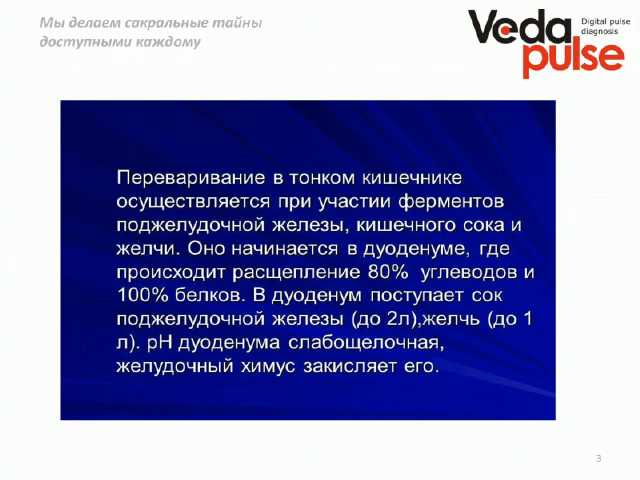 Мы делаем сакральные тайны
доступными каждому
Veda
pulse
Digital pulse
diagnosis
Переваривание в тонком кишечнике
осуществляется при участии ферментов
поджелудочной железы, кишечного сока и
желчи. Оно начинается в дуоденуме, где
происходит расщепление 80% углеводов и
100% белков. В дуоденум поступает сок
поджелудочной железы (до 2л),желчь (до 1
л). рН дуоденума слабощелочная,
желудочный химус закисляет его.
3